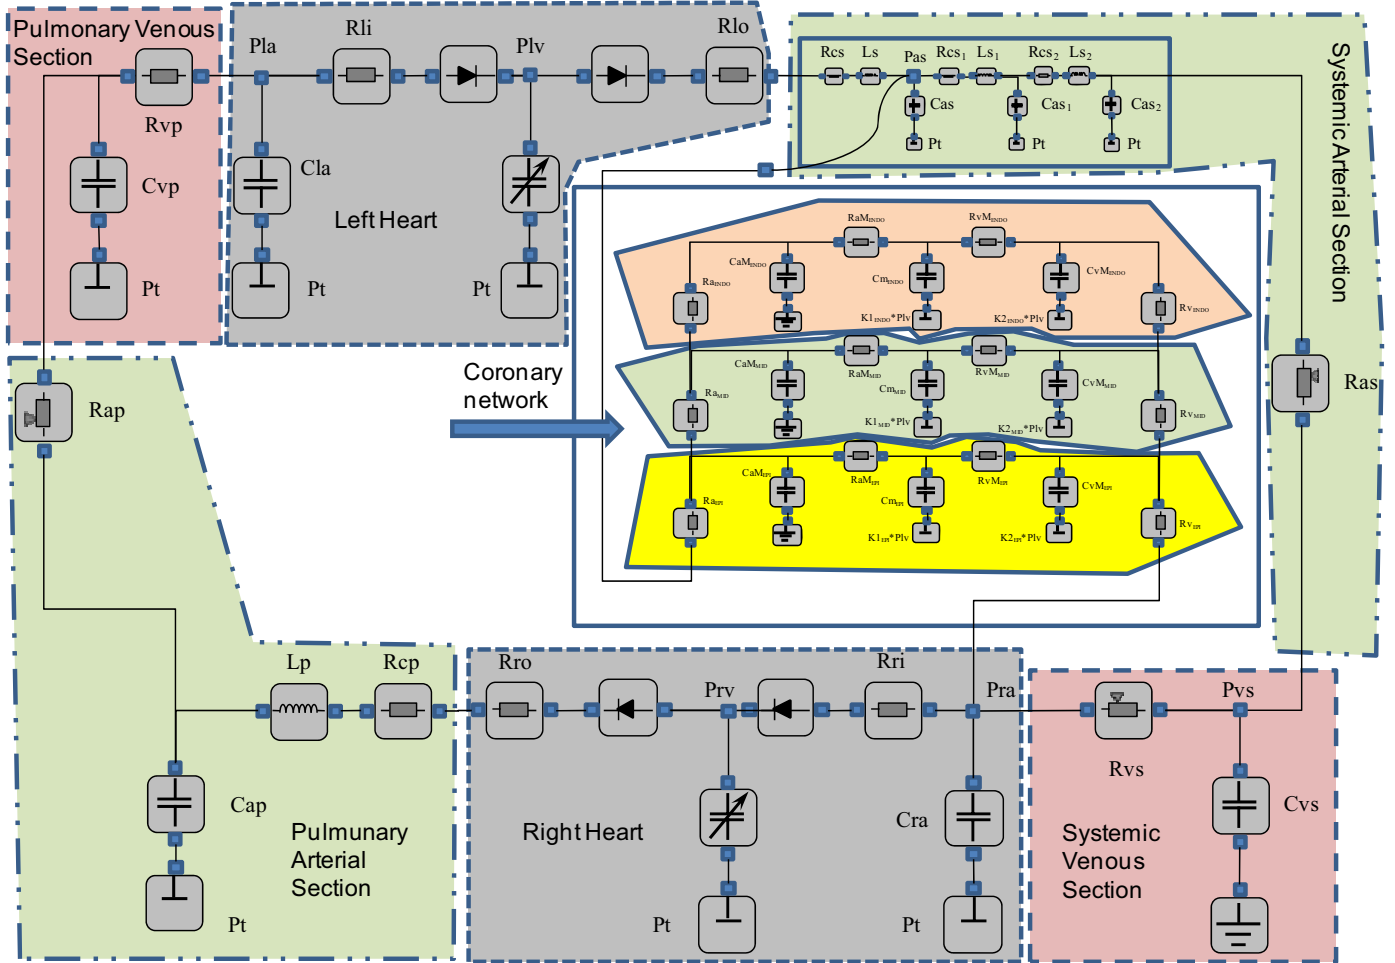 Pulmonary Venous
Section
Rvp
Cvp
Pt
Pla
Rli
Plv
Rlo
Cla
Left Heart
Pt
Pt
Rcs
Ls
Pas
Rcs1
Ls1
Rcs2
Ls2
Cas
Cas1
Cas2
Pt
Pt
Pt
Systemic Arterial Section
Ras
Coronary
network
RaMENDO
RvMENDO
CaMENDO
CmENDO
CvMENDO
RaENDO
RvENDO
K1ENDO*Plv
K2ENDO*Plv
CaMMID
RaMMID
CmMID
RvMMID
CvMMID
RaMID
RvMID
K1MID*Plv
K2MID*Plv
CaMEPI
RaMEPI
RvMEPI
CvMEPI
CmEPI
RaEPI
RvEPI
K1EPI*Plv
K2EPI*Plv
Rap
Lp
Rcp
Cap
Pulmunary
Arterial
Section
Pt
Rro
Prv
Rri
Pra
Right Heart
Cra
Pt
Pt
Pvs
Rvs
Cvs
Systemic
Venous
Section